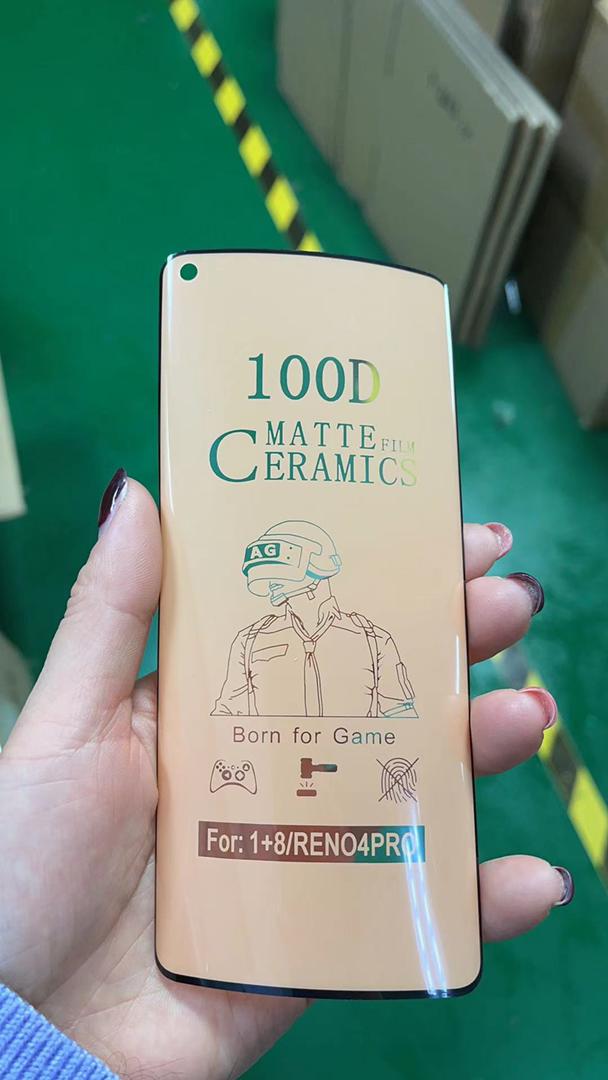 100D
MATTE FILM
CERAMICS
AG
Born for Game
For: 1+8/RENO4PRO